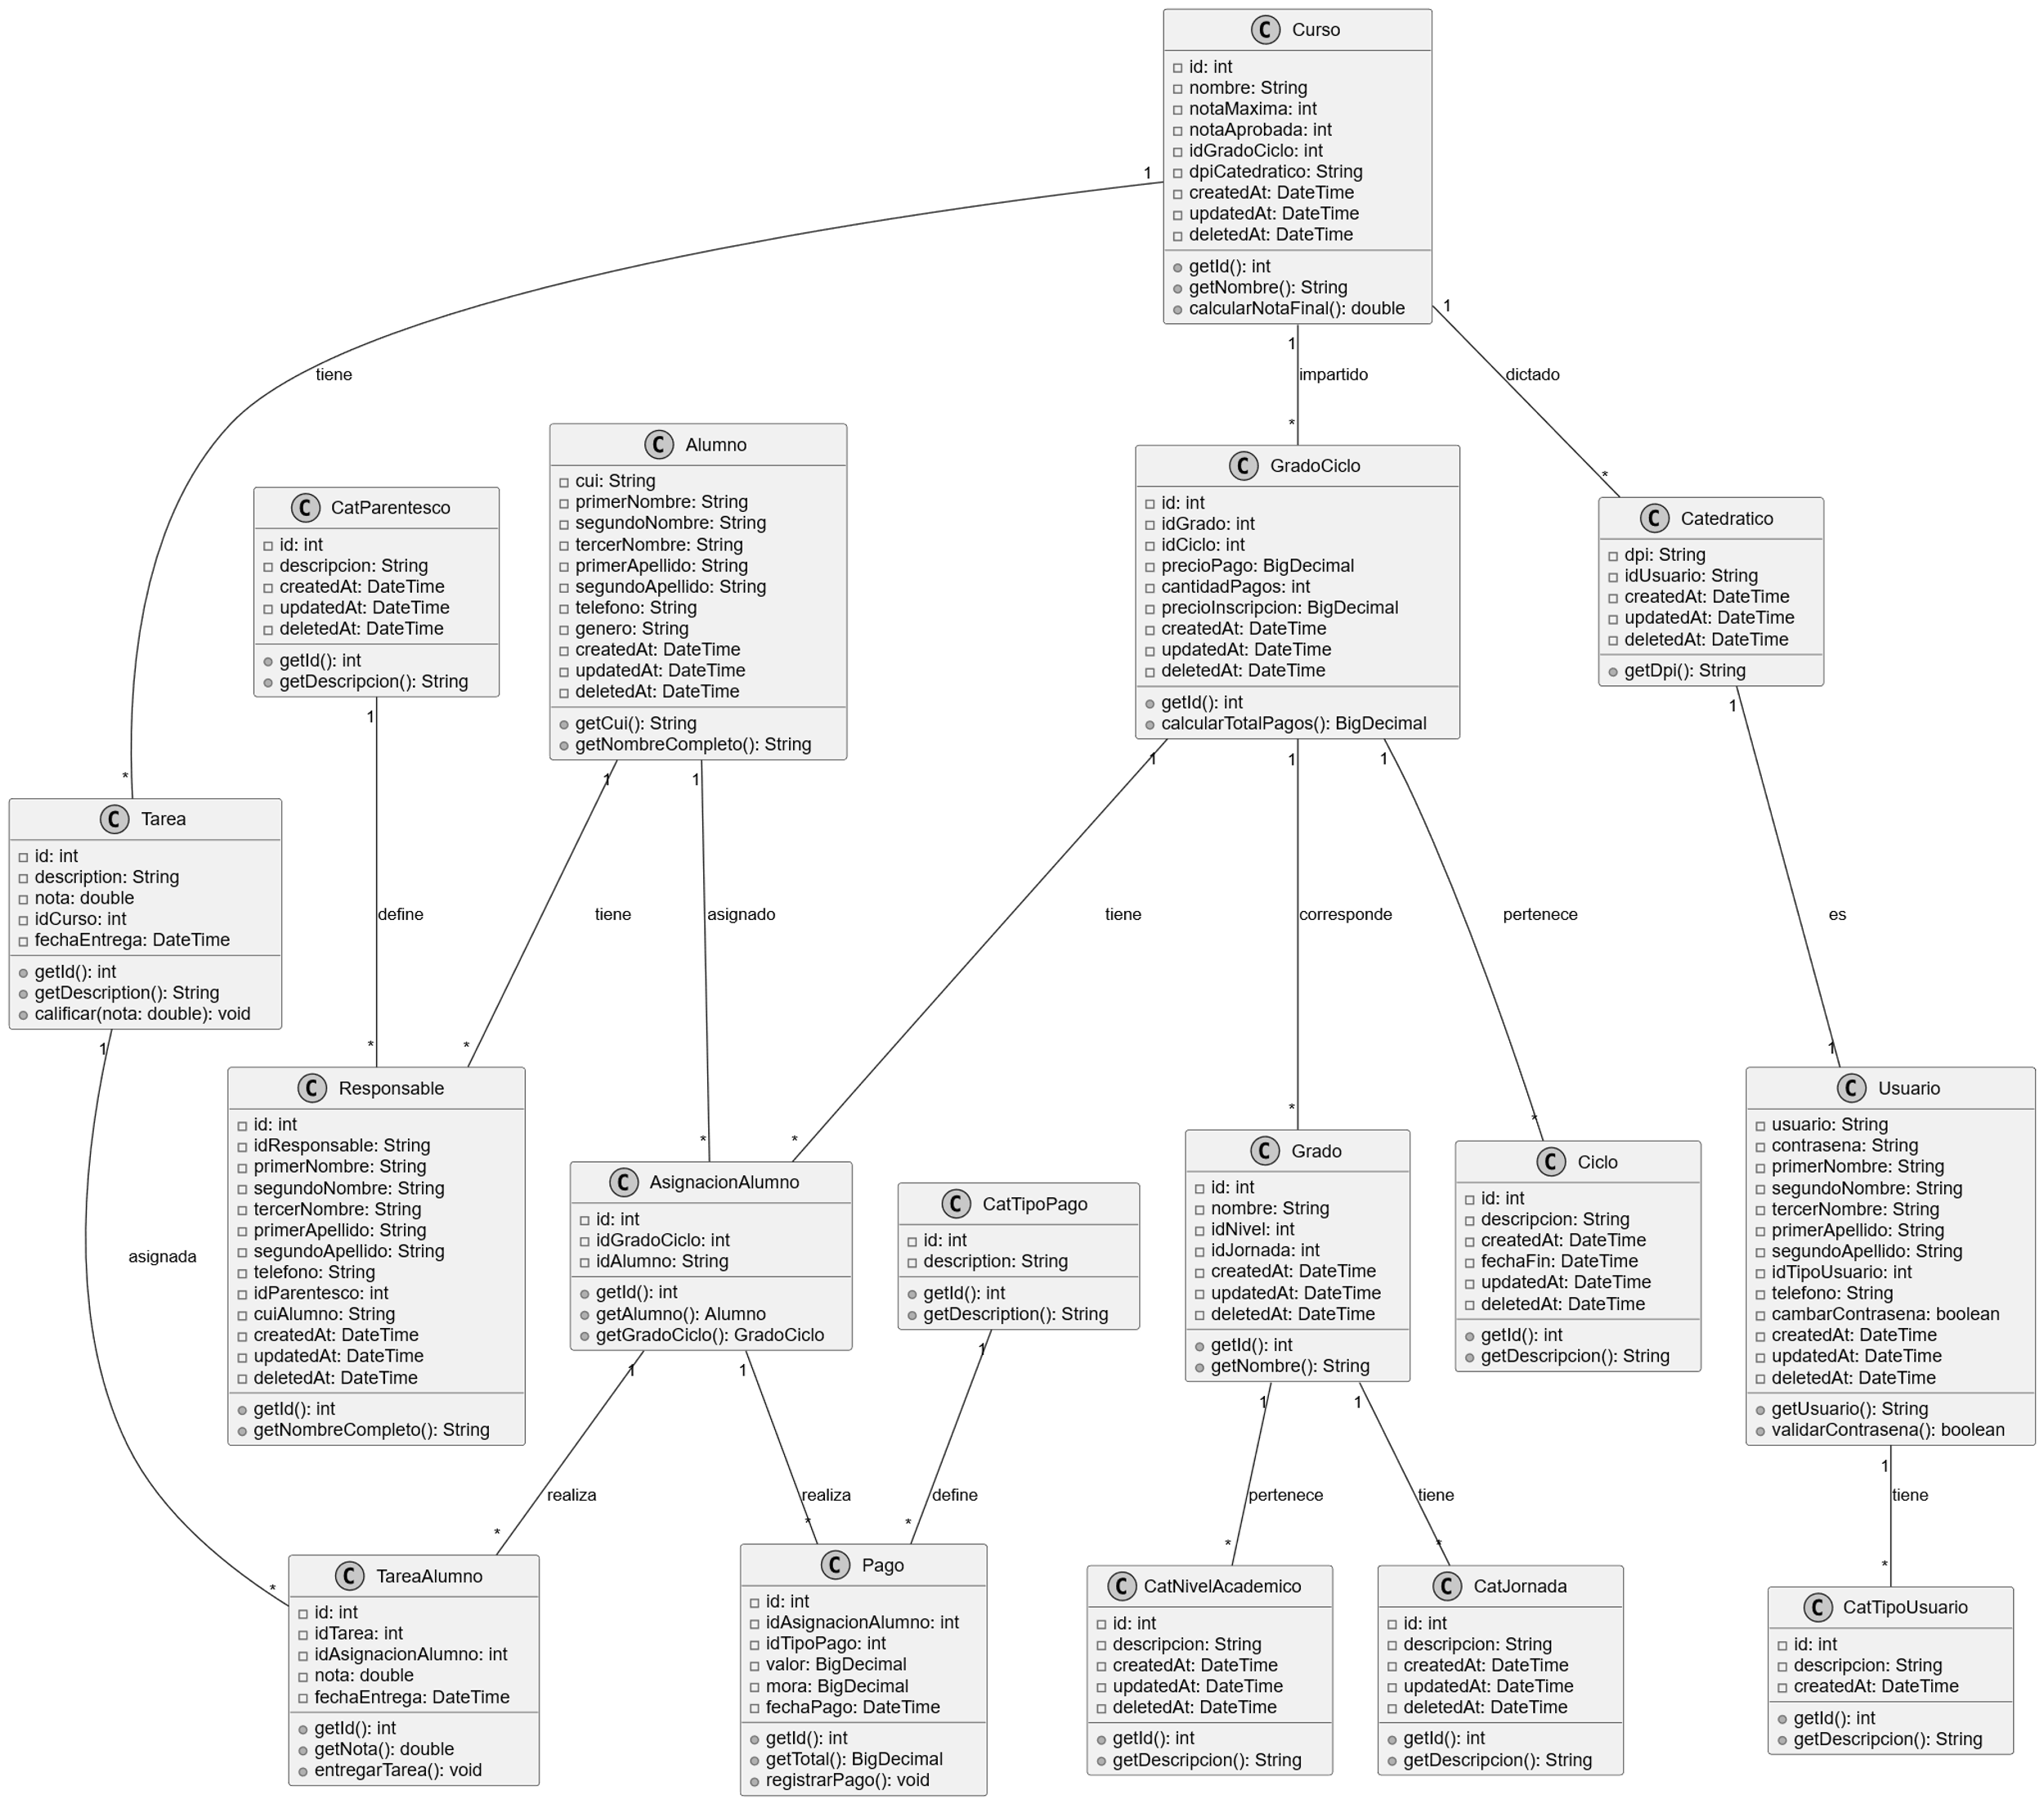 C Curso
id: int
nombre: String
notaMaxima: int
notaAprobada: int
idGradoCiclo: int
dpiCatedratico: String
createdAt: DateTime
updatedAt: DateTime
deletedAt: DateTime
getId(): int
getNombre(): String
calcularNotaFinal(): double
1
1
1
tiene
impartido
dictado
*
*
C Alumno
cui: String
primerNombre: String
segundoNombre: String
tercerNombre: String
primerApellido: String
segundoApellido: String
telefono: String
genero: String
createdAt: DateTime
updatedAt: DateTime
deletedAt: DateTime
getCui(): String
getNombreCompleto(): String
C GradoCiclo
id: int
idGrado: int
idCiclo: int
precioPago: BigDecimal
cantidadPagos: int
precioInscripcion: BigDecimal
createdAt: DateTime
updatedAt: DateTime
deletedAt: DateTime
getId(): int
calcularTotalPagos(): BigDecimal
C CatParentesco
id: int
descripcion: String
createdAt: DateTime
updatedAt: DateTime
deletedAt: DateTime
getId(): int
getDescripcion(): String
C Catedratico
dpi: String
idUsuario: String
createdAt: DateTime
updatedAt: DateTime
deletedAt: DateTime
getDpi(): String
1
1
1
1
1
1
1
*
C Tarea
id: int
description: String
nota: double
idCurso: int
fechaEntrega: DateTime
getId(): int
getDescription(): String
calificar(nota: double): void
define
tiene
asignado
tiene
corresponde
pertenece
es
1
*
*
*
*
*
*
1
C Responsable
id: int
idResponsable: String
primerNombre: String
segundoNombre: String
tercerNombre: String
primerApellido: String
segundoApellido: String
telefono: String
idParentesco: int
cuiAlumno: String
createdAt: DateTime
updatedAt: DateTime
deletedAt: DateTime
getId(): int
getNombreCompleto(): String
C AsignacionAlumno
id: int
idGradoCiclo: int
idAlumno: String
getId(): int
getAlumno(): Alumno
getGradoCiclo(): GradoCiclo
C CatTipoPago
id: int
description: String
getId(): int
getDescription(): String
C Grado
id: int
nombre: String
idNivel: int
idJornada: int
createdAt: DateTime
updatedAt: DateTime
deletedAt: DateTime
getId(): int
getNombre(): String
C Ciclo
id: int
descripcion: String
createdAt: DateTime
fechaFin: DateTime
updatedAt: DateTime
deletedAt: DateTime
getId(): int
getDescripcion(): String
C Usuario
usuario: String
contrasena: String
primerNombre: String
segundoNombre: String
tercerNombre: String
primerApellido: String
segundoApellido: String
idTipoUsuario: int
telefono: String
cambarContrasena: boolean
createdAt: DateTime
updatedAt: DateTime
deletedAt: DateTime
getUsuario(): String
validarContrasena(): boolean
asignada
1
1
1
1
1
1
realiza
realiza
define
pertenece
tiene
tiene
*
*
*
*
*
*
*
C TareaAlumno
id: int
idTarea: int
idAsignacionAlumno: int
nota: double
fechaEntrega: DateTime
getId(): int
getNota(): double
entregarTarea(): void
C Pago
id: int
idAsignacionAlumno: int
idTipoPago: int
valor: BigDecimal
mora: BigDecimal
fechaPago: DateTime
getId(): int
getTotal(): BigDecimal
registrarPago(): void
C CatNivelAcademico
id: int
descripcion: String
createdAt: DateTime
updatedAt: DateTime
deletedAt: DateTime
getId(): int
getDescripcion(): String
C CatJornada
id: int
descripcion: String
createdAt: DateTime
updatedAt: DateTime
deletedAt: DateTime
getId(): int
getDescripcion(): String
C CatTipoUsuario
id: int
descripcion: String
createdAt: DateTime
getId(): int
getDescripcion(): String